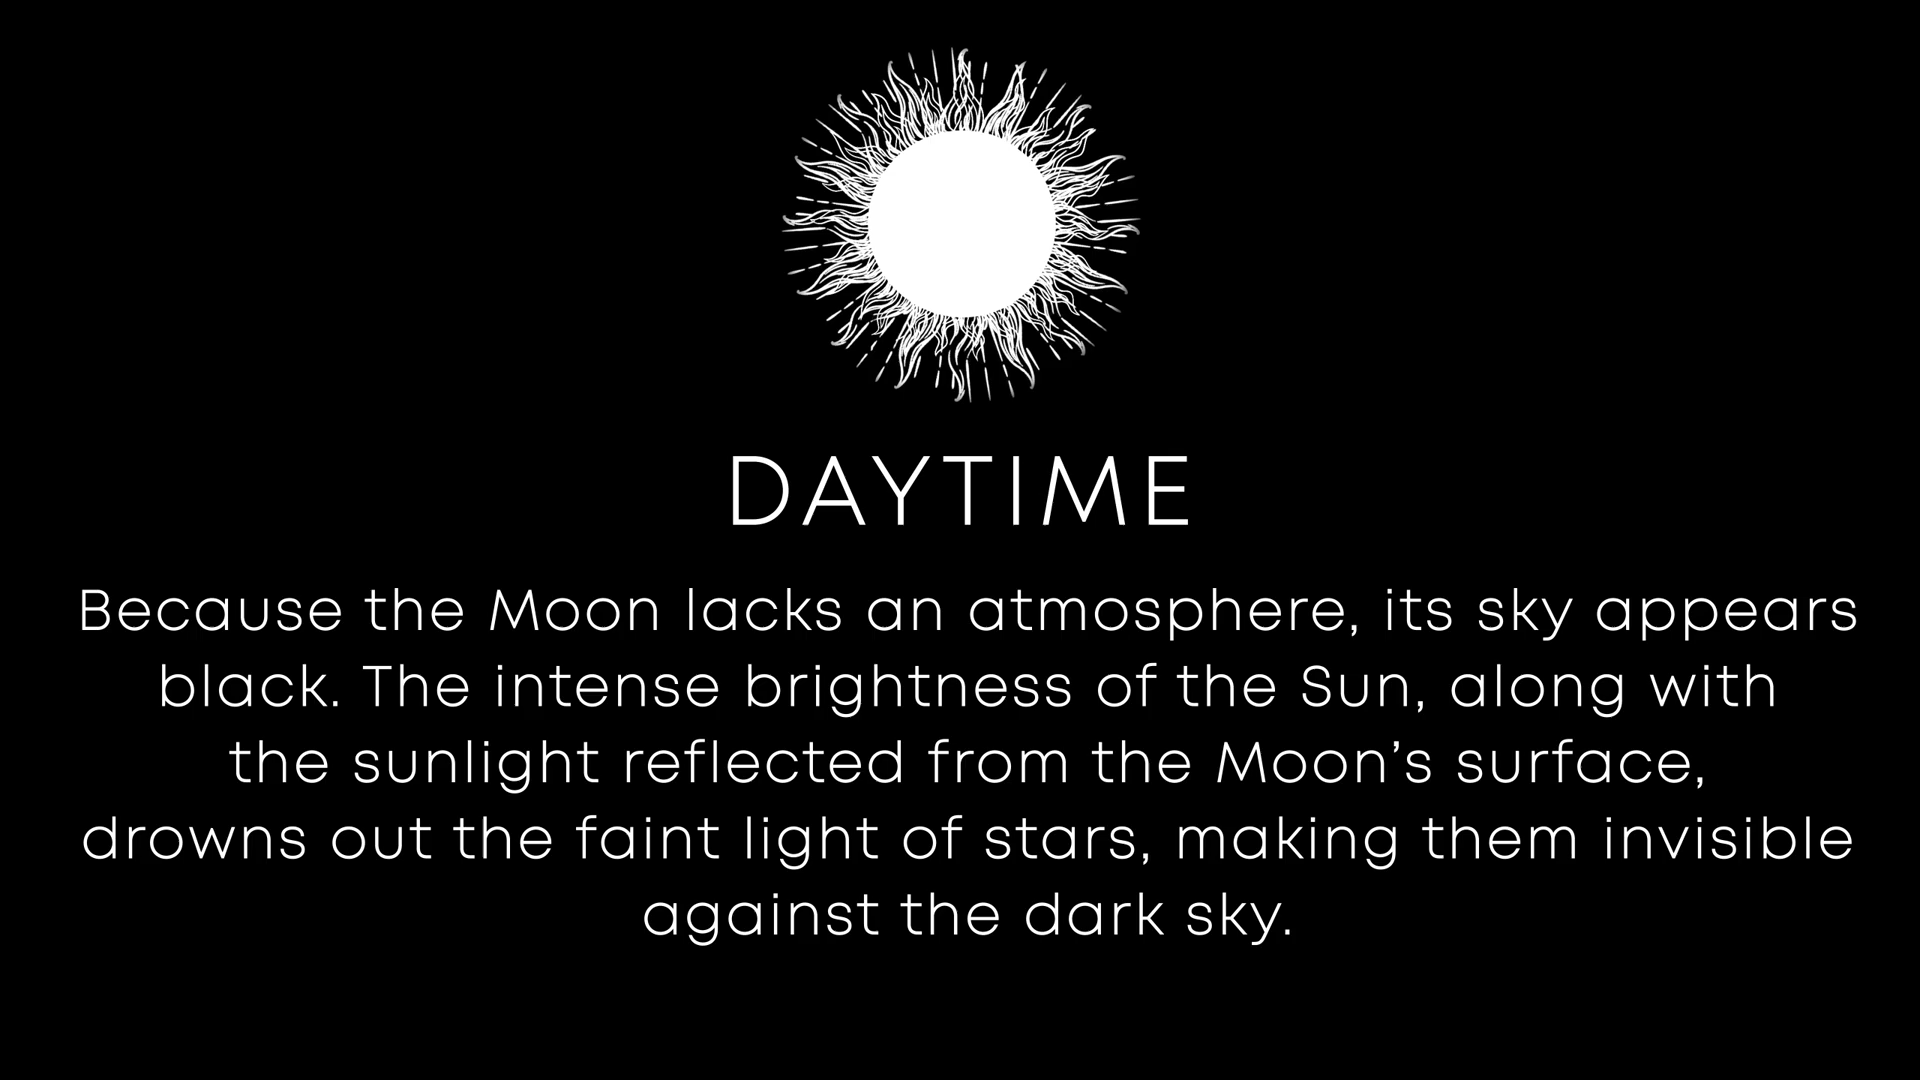 DAYTIME
Because the Moon lacks an atmosphere, its sky appears
black. The intense brightness of the Sun, along with
the sunlight reflected from the Moon’s surface,
drowns out the faint light of stars, making them invisible
against the dark sky.